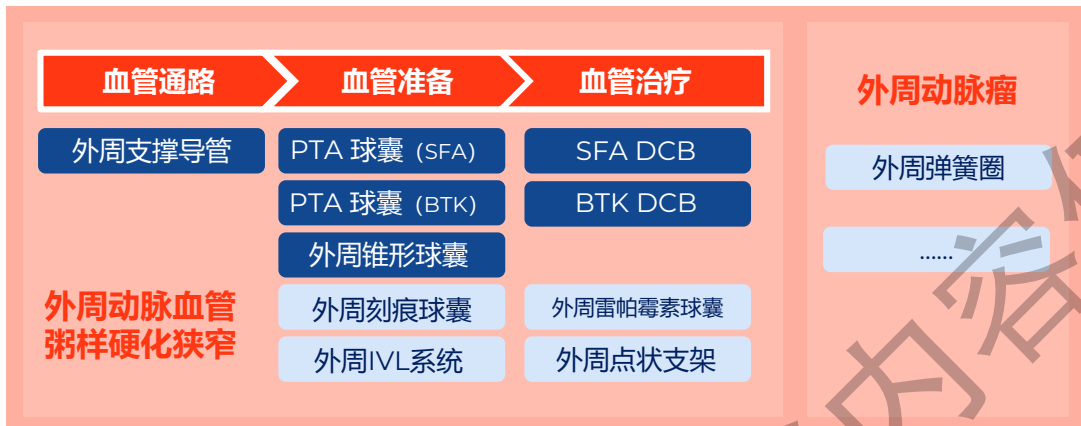 血管通路
血管准备
血管治疗
外周动脉瘤
外周支撑导管
PTA 球囊（SFA）
SFA DCB
外周弹簧圈
PTA 球囊（BTK）
BTK DCB
外周锥形球囊
......
外周动脉血管
粥样硬化狭窄
外周刻痕球囊
外周雷帕霉素球囊
外周IVL系统
外周点状支架
内容